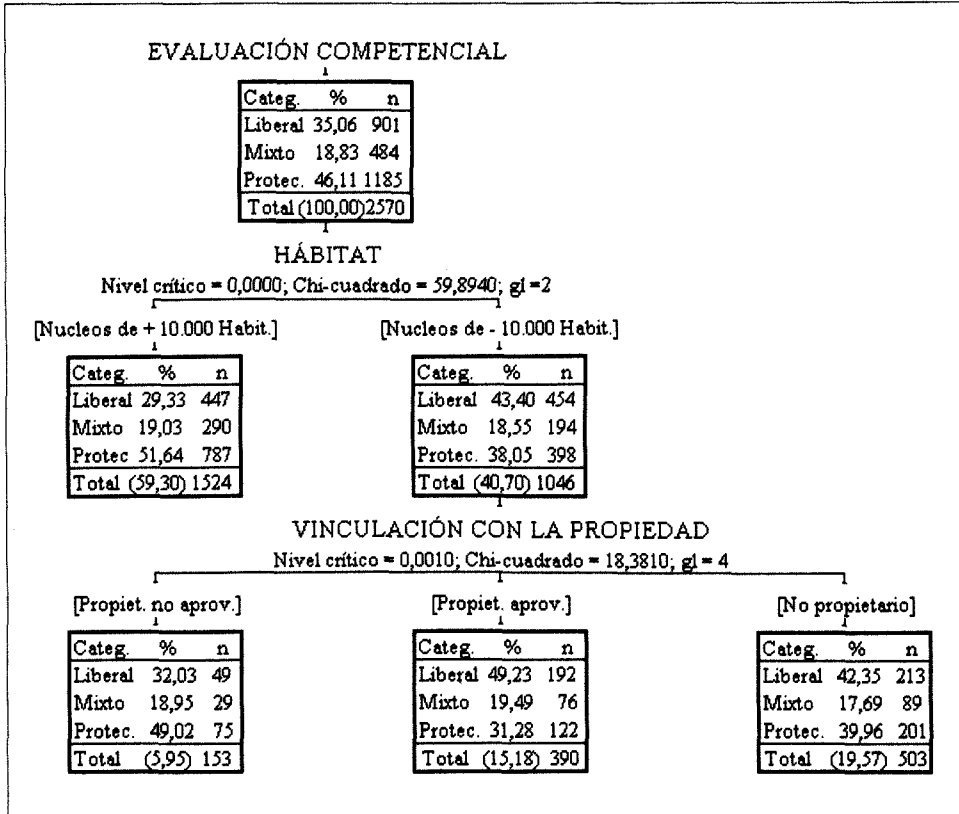 EVALUACIÓN COMPETENCIAL
Categ. % n
Liberal 35,06 901
Mixto 18,83 484
Protec. 46,11 1185
Total (100,00) 2570
HÁBITAT
Nivel crítico = 0,0000; Chi-cuadrado = 59,8940; gl =2
[Nucleos de + 10.000 Habit.]
Categ. % n
Liberal 29,33 447
Mixto 19,03 290
Protec 51,64 787
Total (59,30) 1524
[Nucleos de - 10.000 Habit.]
Categ. % n
Liberal 43,40 454
Mixto 18,55 194
Protec. 38,05 398
Total (40,70) 1046
VINCULACIÓN CON LA PROPIEDAD
Nivel crítico = 0,0010; Chi-cuadrado = 18,3810; gl = 4
[Propiet. no aprov.]
Categ. % n
Liberal 32,03 49
Mixto 18,95 29
Protec. 49,02 75
Total (5,95) 153
[Propiet. aprov.]
Categ. % n
Liberal 49,23 192
Mixto 19,49 76
Protec. 31,28 122
Total (15,18) 390
[No propietario]
Categ. % n
Liberal 42,35 213
Mixto 17,69 89
Protec. 39,96 201
Total (19,57) 503